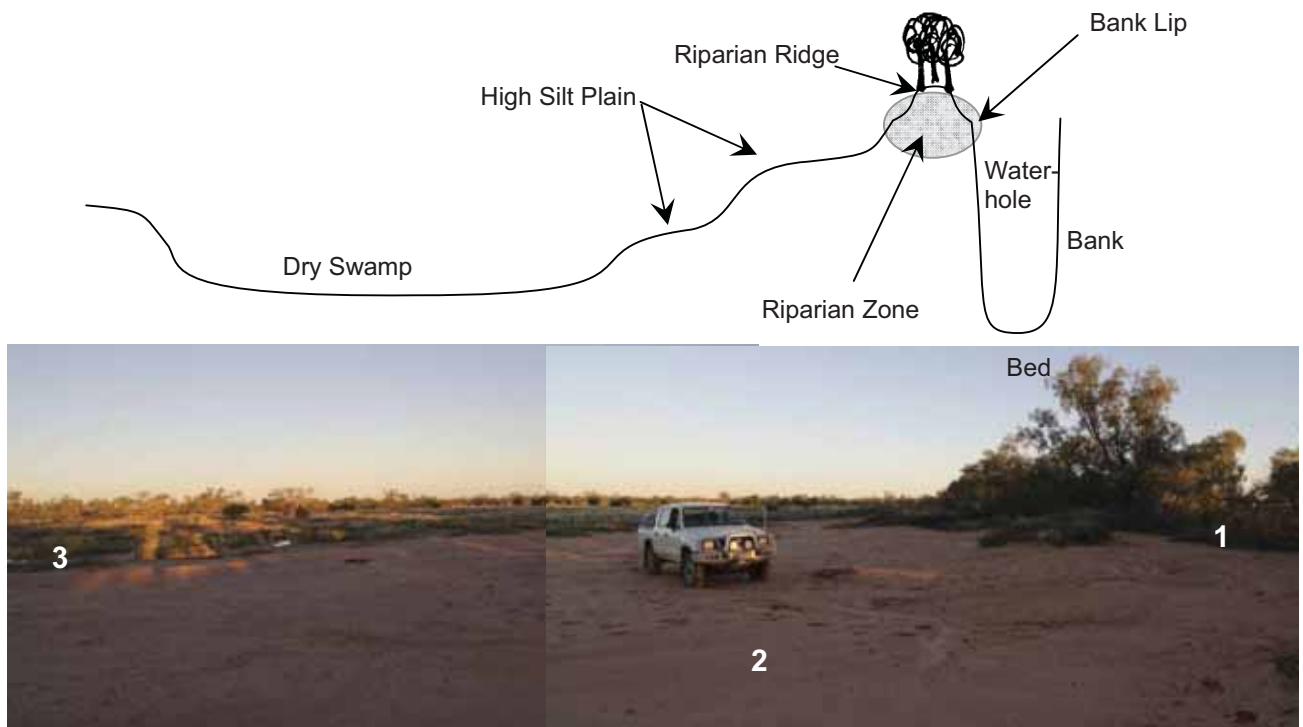 Bank Lip
Riparian Ridge
High Silt Plain
Water-
hole
Bank
Dry Swamp
Riparian Zone
Bed
3
1
2